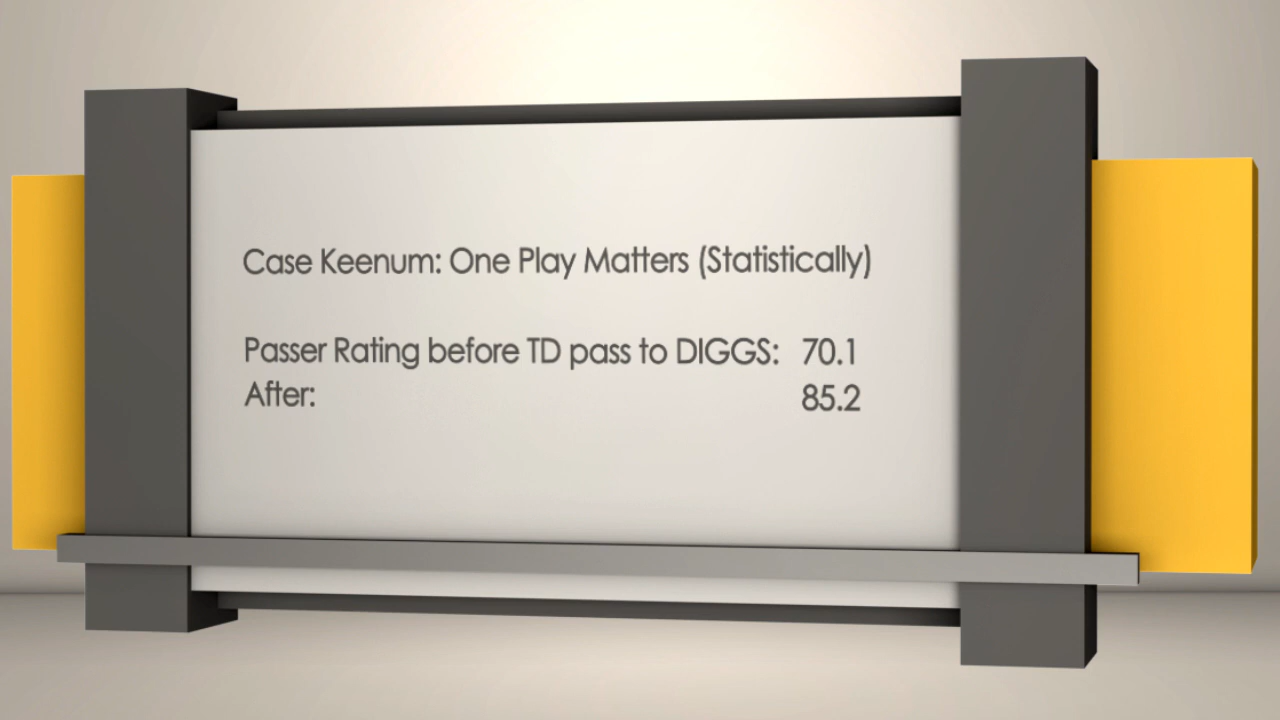 Case Keenum: One Play Matters (Statistically)
Passer Rating before TD pass to DIGGS: 70.1
After: 85.2